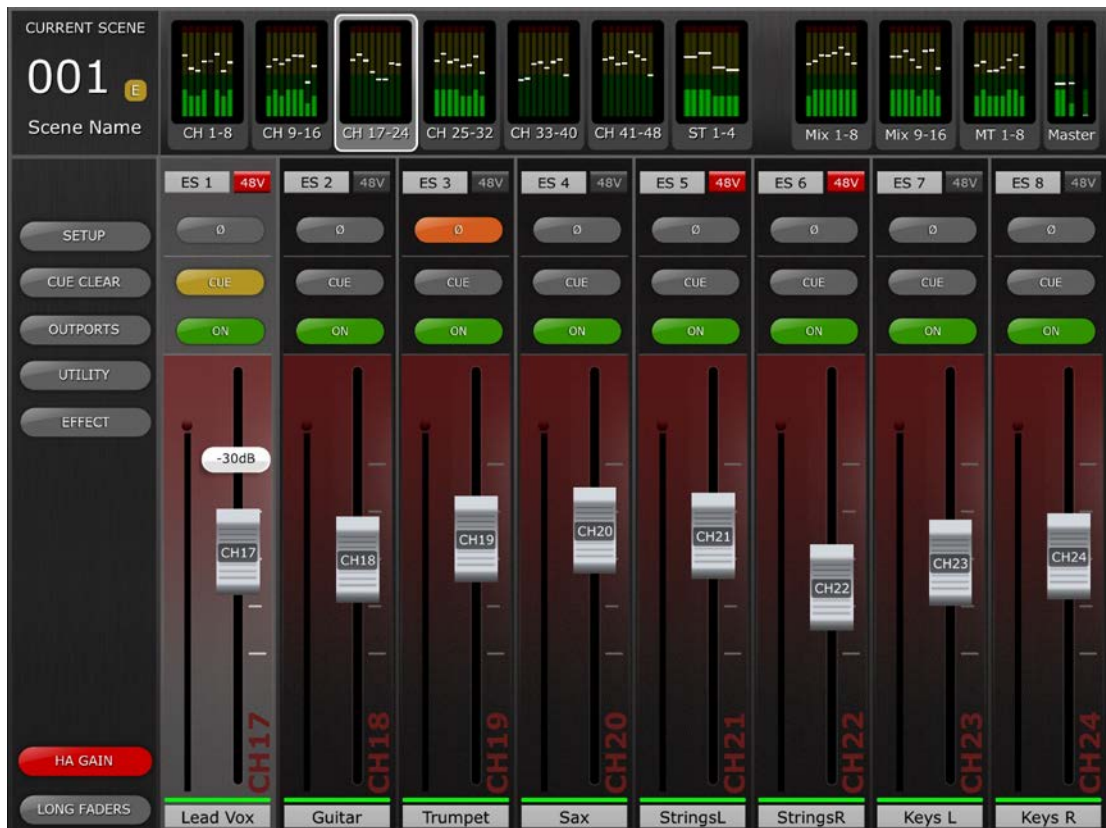 CURRENT SCENE
001 E
Scene Name
CH 1-8 CH 9-16 CH 17-24 CH 25-32 CH 33-40 CH 41-48 ST 1-4 Mix 1-8 Mix 9-16 MT 1-8 Master
ES 1 48V ES 2 48V ES 3 48V ES 4 48V ES 5 48V ES 6 48V ES 7 48V ES 8 48V
SETUP Ø Ø Ø Ø Ø Ø Ø Ø
CUE CLEAR CUE CUE CUE CUE CUE CUE CUE CUE
OUTPORTS ON ON ON ON ON ON ON ON
UTILITY
EFFECT
-30dB
CH17 CH18 CH19 CH20 CH21 CH22 CH23 CH24
CH17 CH18 CH19 CH20 CH21 CH22 CH23 CH24
HA GAIN
LONG FADERS
Lead Vox Guitar Trumpet Sax StringsL StringsR Keys L Keys R